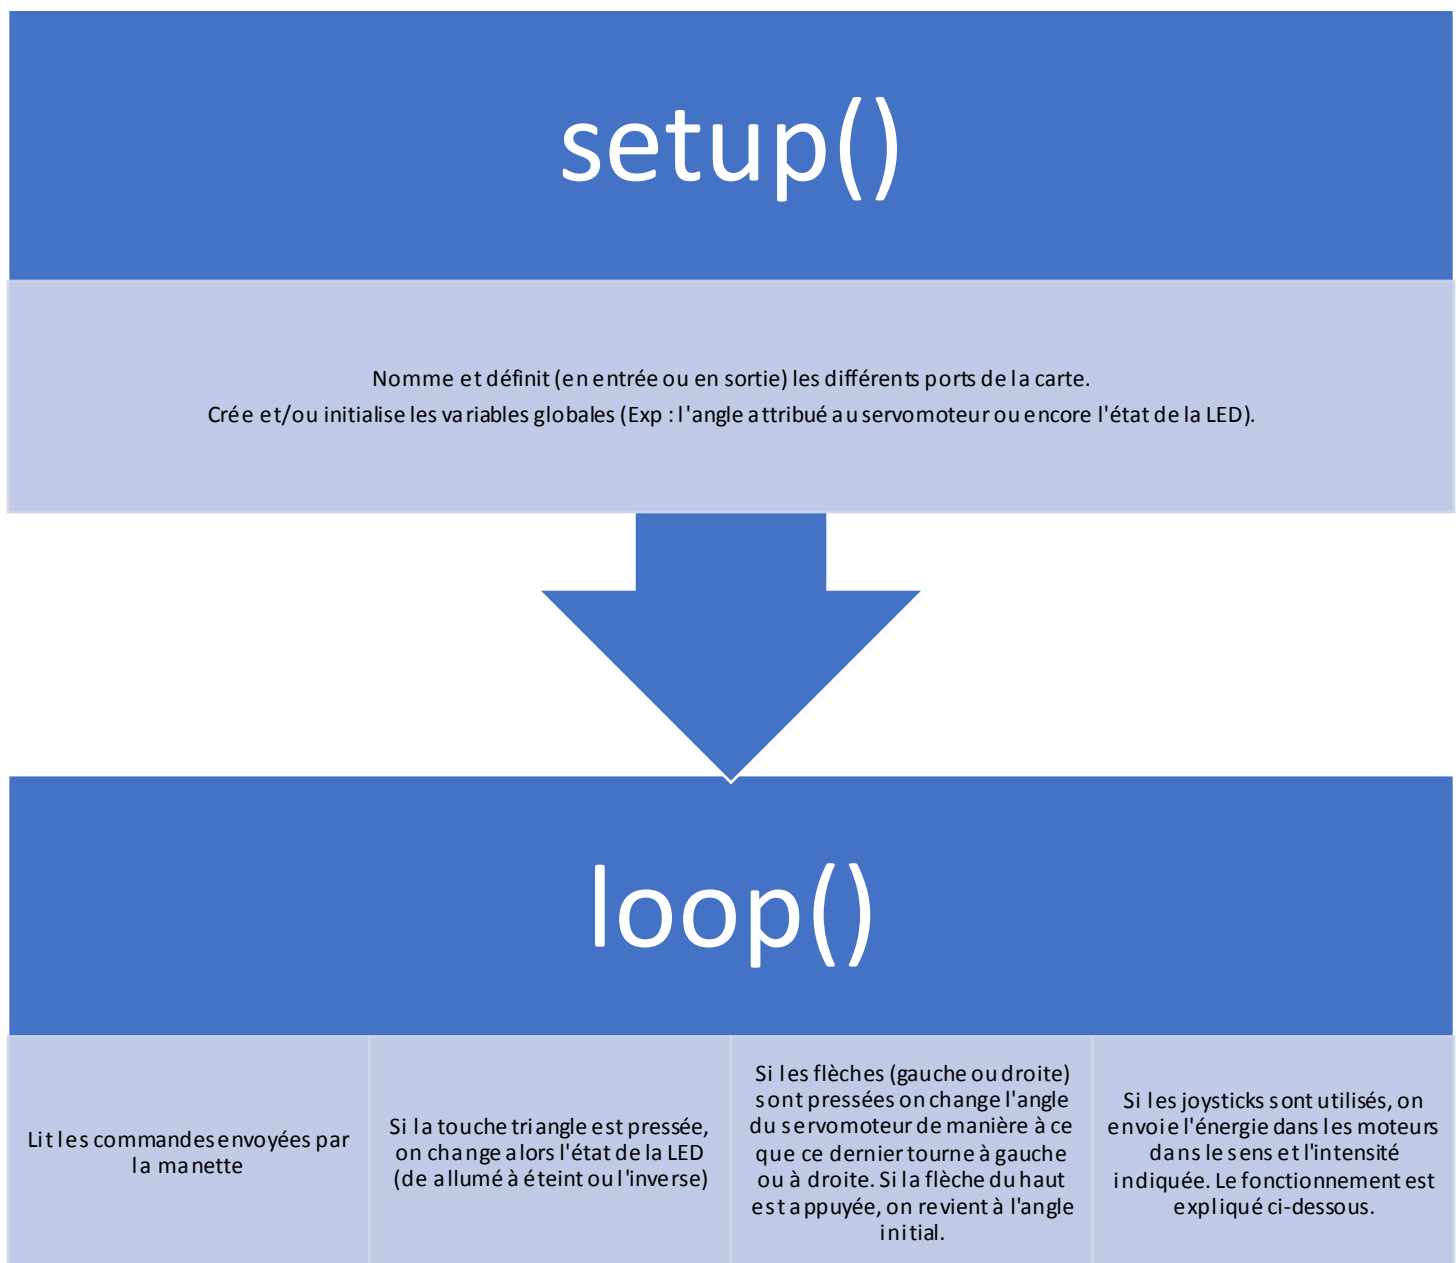 setup()
Nomme et définit (en entrée ou en sortie) les différents ports de la carte.
Crée et/ou initialise les variables globales (Exp : l'angle attribué au servomoteur ou encore l'état de la LED).
loop()
Lit les commandes envoyées par
la manette
Si la touche triangle est pressée,
on change alors l'état de la LED
(de allumé à éteint ou l'inverse)
Si les flèches (gauche ou droite)
sont pressées on change l'angle
du servomoteur de manière à ce
que ce dernier tourne à gauche
ou à droite. Si la flèche du haut
est appuyée, on revient à l'angle
initial.
Si les joysticks sont utilisés, on
envoie l'énergie dans les moteurs
dans le sens et l'intensité
indiquée. Le fonctionnement est
expliqué ci-dessous.